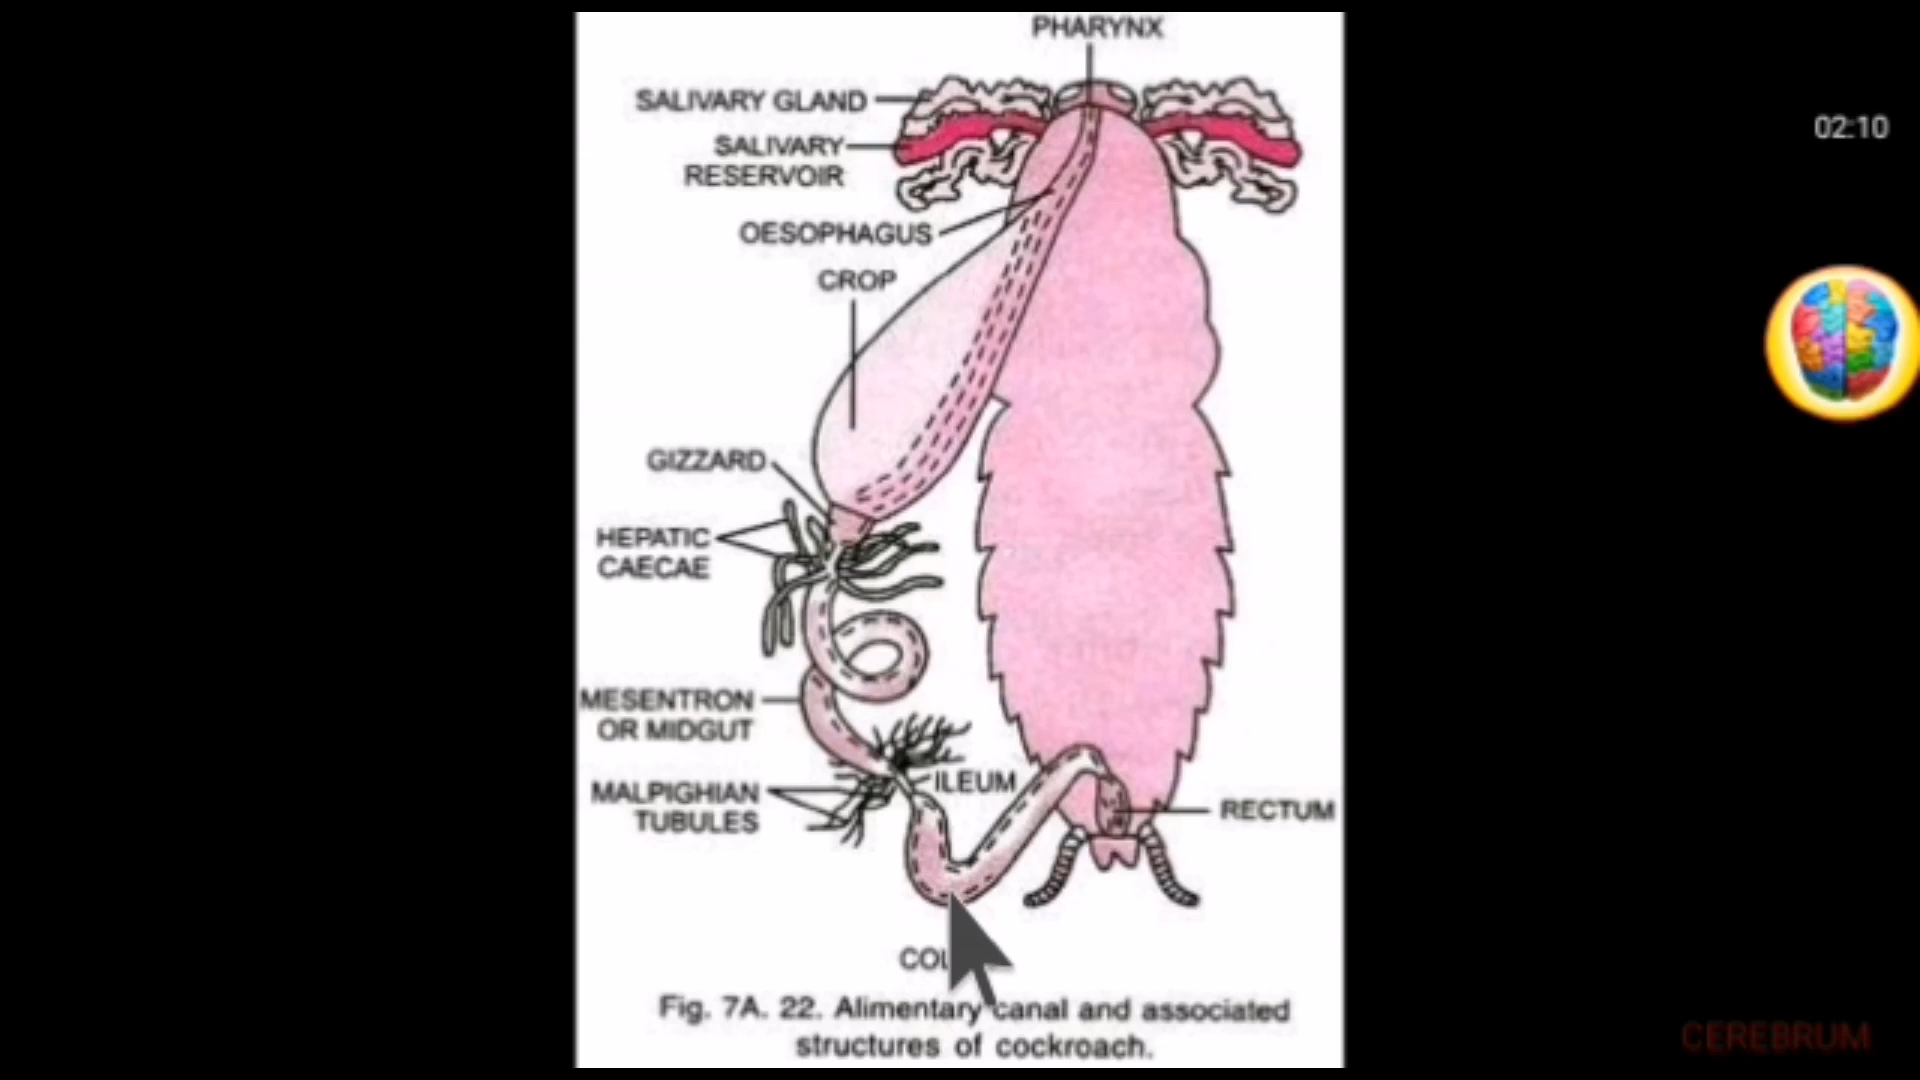 PHARYNX
SALIVARY GLAND
SALIVARY
RESERVOIR
OESOPHAGUS
CROP
GIZZARD
HEPATIC
CAECAE
MESENTRON
OR MIDGUT
MALPIGHIAN
TUBULES
ILEUM
RECTUM
Fig. 7A. 22. Alimentary canal and associated
structures of cockroach.
02:10
CEREBRUM